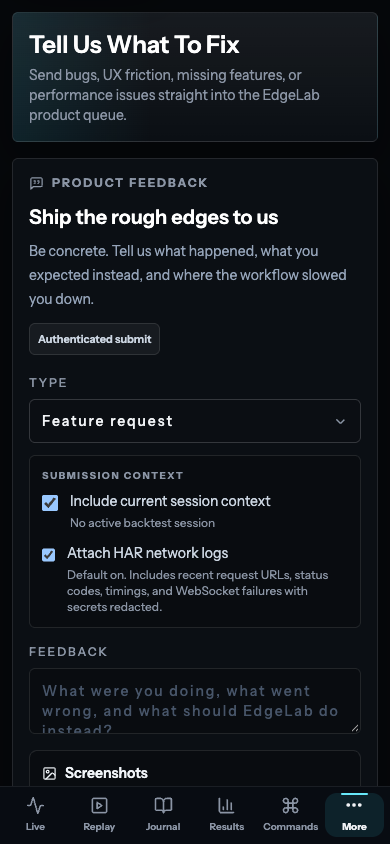 Tell Us What To Fix
Send bugs, UX friction, missing features, or
performance issues straight into the EdgeLab
product queue.
PRODUCT FEEDBACK
Ship the rough edges to us
Be concrete. Tell us what happened, what you
expected instead, and where the workflow slowed
you down.
Authenticated submit
TYPE
Feature request
SUBMISSION CONTEXT
Include current session context
No active backtest session
Attach HAR network logs
Default on. Includes recent request URLs, status
codes, timings, and WebSocket failures with
secrets redacted.
FEEDBACK
What were you doing, what went
wrong, and what should EdgeLab do
instead?
Screenshots
Live
Replay
Journal
Results
Commands
More